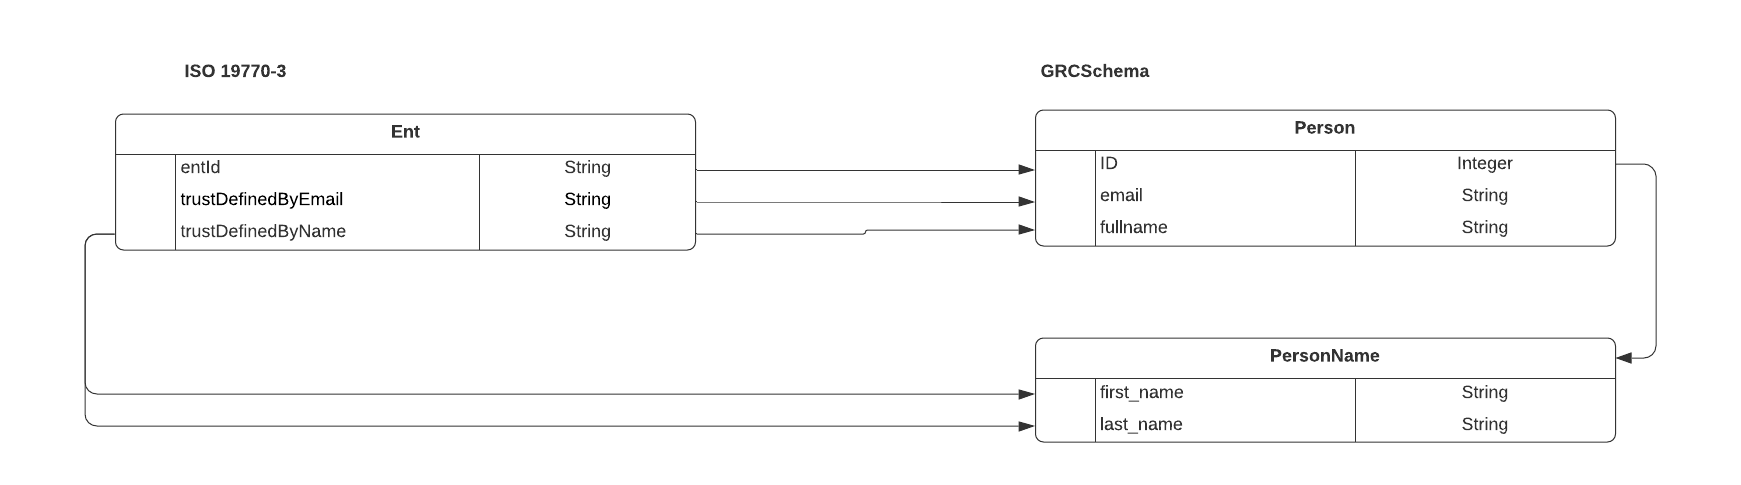 ISO 19770-3
GRCSchema
Ent
entId String
trustDefinedByEmail String
trustDefinedByName String
Person
ID Integer
email String
fullname String
PersonName
first_name String
last_name String